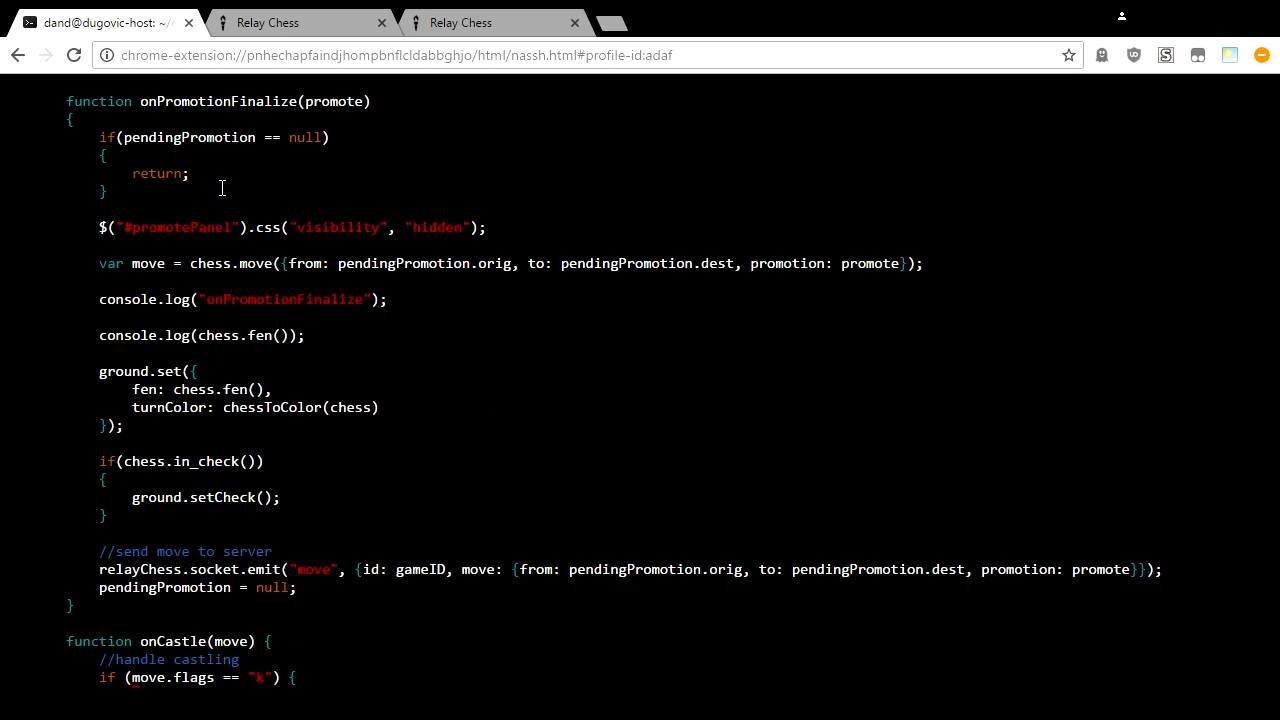 dand@dugovic-host: ~/
Relay Chess
Relay Chess
chrome-extension://pnhechapfaindjhompbnflcldabbghjo/html/nassh.html#profile-id:adaf
function onPromotionFinalize(promote)
{
if(pendingPromotion == null)
{
return;
}
$("#promotePanel").css("visibility", "hidden");
var move = chess.move({from: pendingPromotion.orig, to: pendingPromotion.dest, promotion: promote});
console.log("onPromotionFinalize");
console.log(chess.fen());
ground.set({
fen: chess.fen(),
turnColor: chessToColor(chess)
});
if(chess.in_check())
{
ground.setCheck();
}
//send move to server
relayChess.socket.emit("move", {id: gameID, move: {from: pendingPromotion.orig, to: pendingPromotion.dest, promotion: promote}});
pendingPromotion = null;
}
function onCastle(move) {
//handle castling
if (move.flags == "k") {